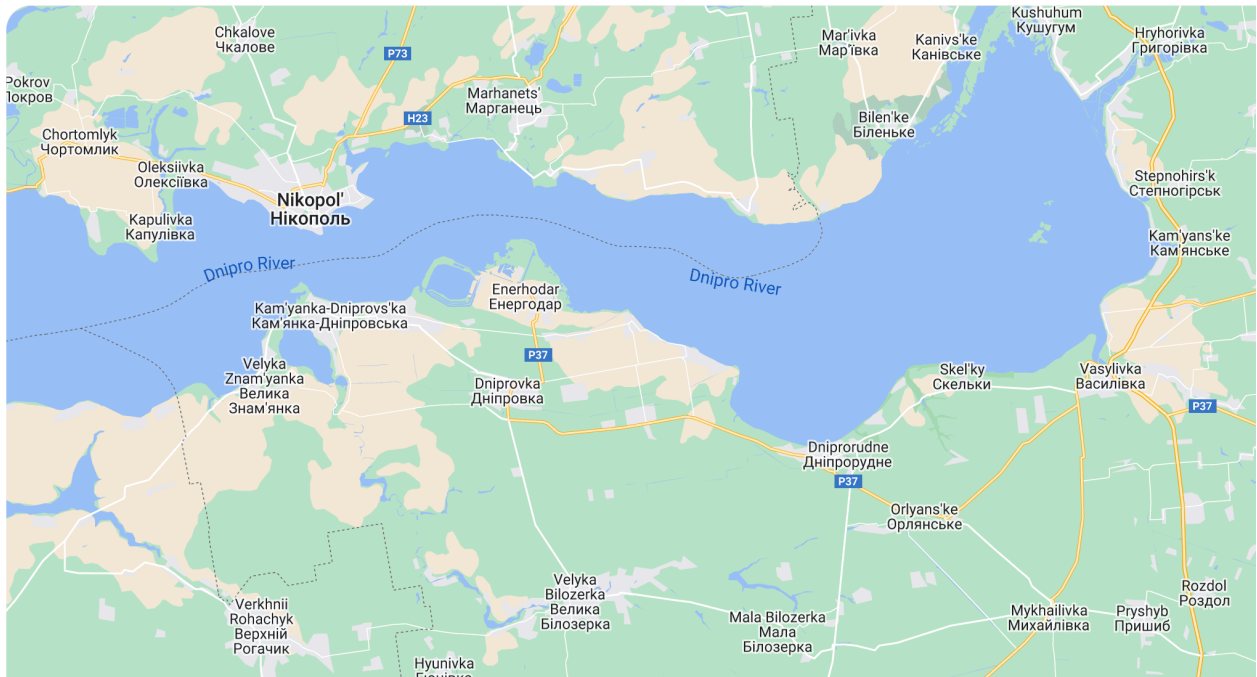 Kushuhum
Кушугум
Chkalove
Чкалове
Mar'ivka
Мар'ївка
Kanivs'ke
Канівське
Hryhorivka
Григорівка
P73
Pokrov
Покров
Marhanets'
Марганець
H23
Bilen'ke
Біленьке
Chortomlyk
Чортомлик
Oleksiivka
Олексіївка
Stepnohirs'k
Степногірськ
Nikopol'
Нікополь
Kapulivka
Капулівка
Kam'yans'ke
Кам'янське
Dnipro River
Dnipro River
Enerhodar
Енергодар
Kam'yanka-Dniprovs'ka
Кам'янка-Дніпровська
P37
Velyka
Znam'yanka
Велика
Знам'янка
Dniprovka
Дніпровка
Skel'ky
Скельки
Vasylivka
Василівка
P37
Dniprorudne
Дніпрорудне
P37
Orlyans'ke
Орлянське
Velyka
Bilozerka
Велика
Білозерка
Rozdol
Роздол
Verkhnii
Rohachyk
Верхній
Рогачик
Mala Bilozerka
Мала
Білозерка
Mykhailivka
Михайлівка
Pryshyb
Пришиб
Hyunivka